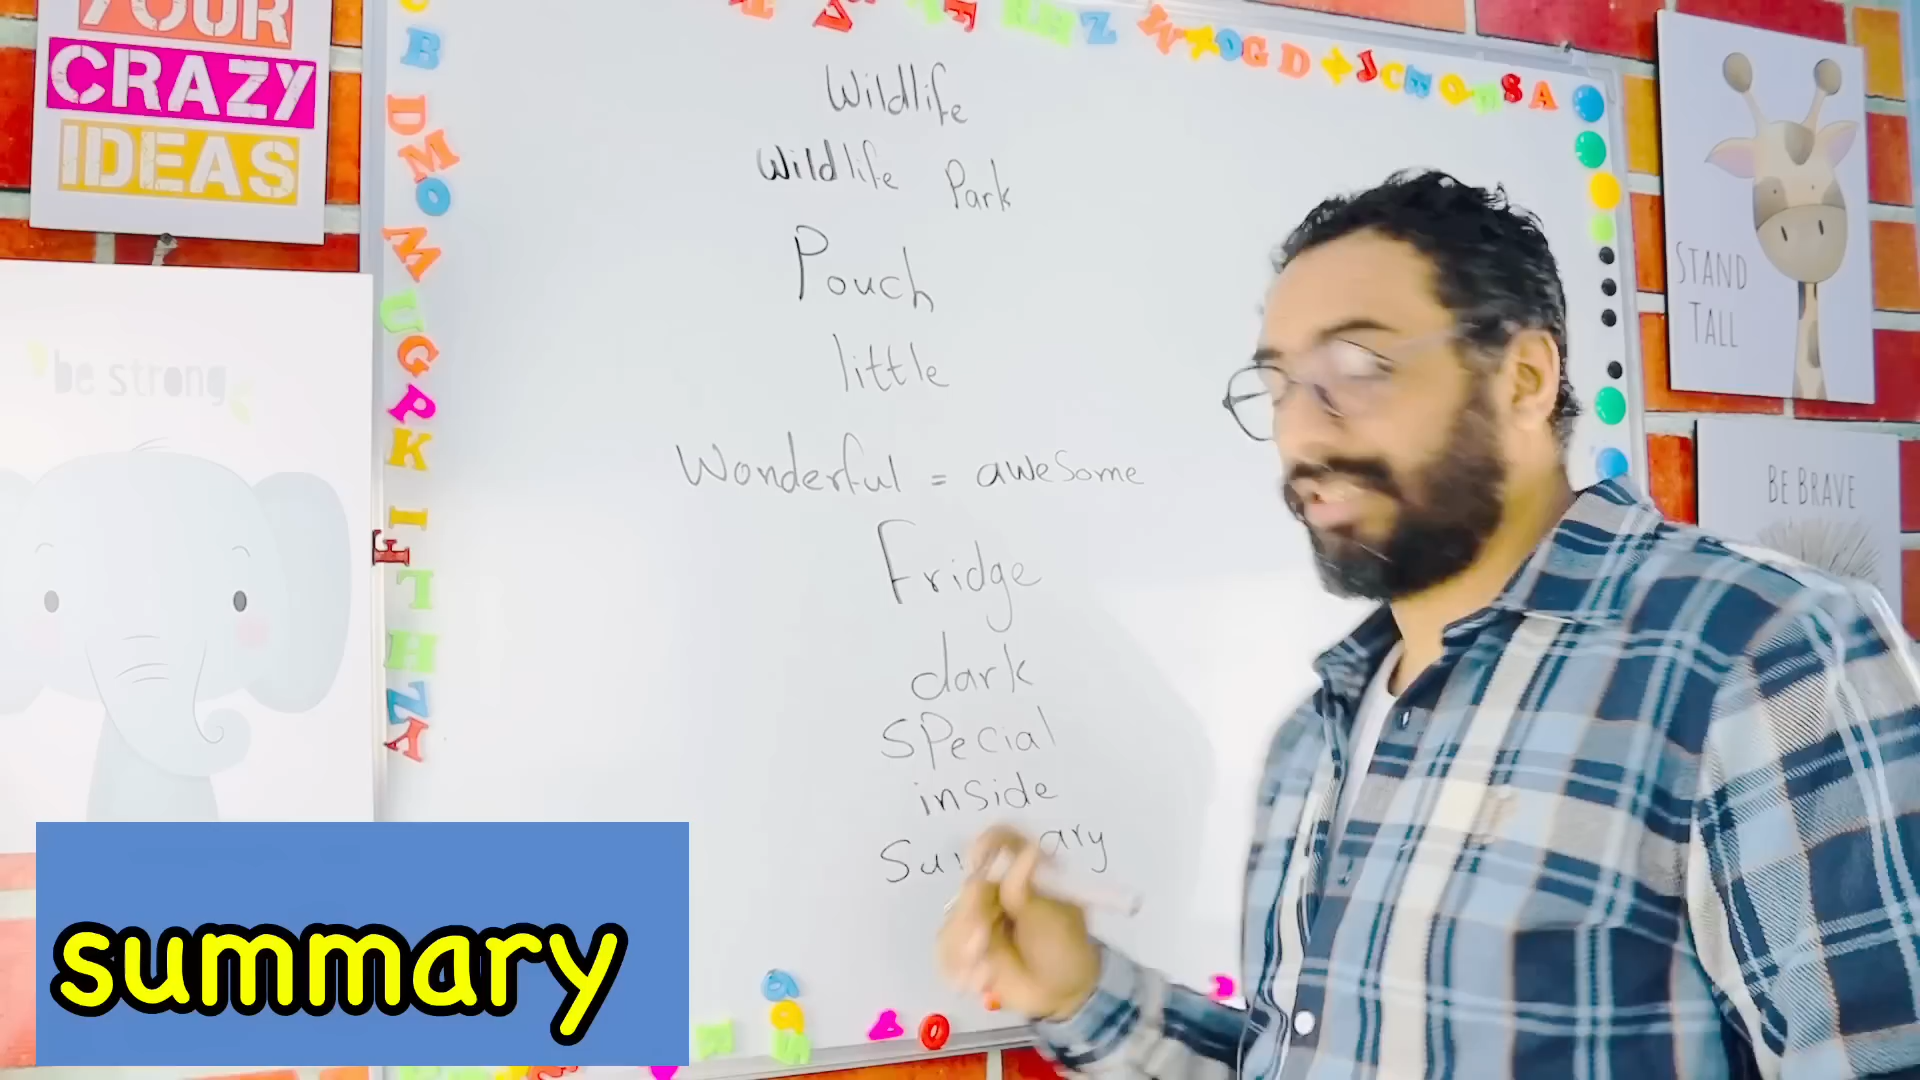 YOUR
CRAZY
IDEAS
be strong
Wildlife
Wildlife Park
Pouch
little
Wonderful = awesome
Fridge
dark
special
inside
STAND
TALL
BE BRAVE
summary